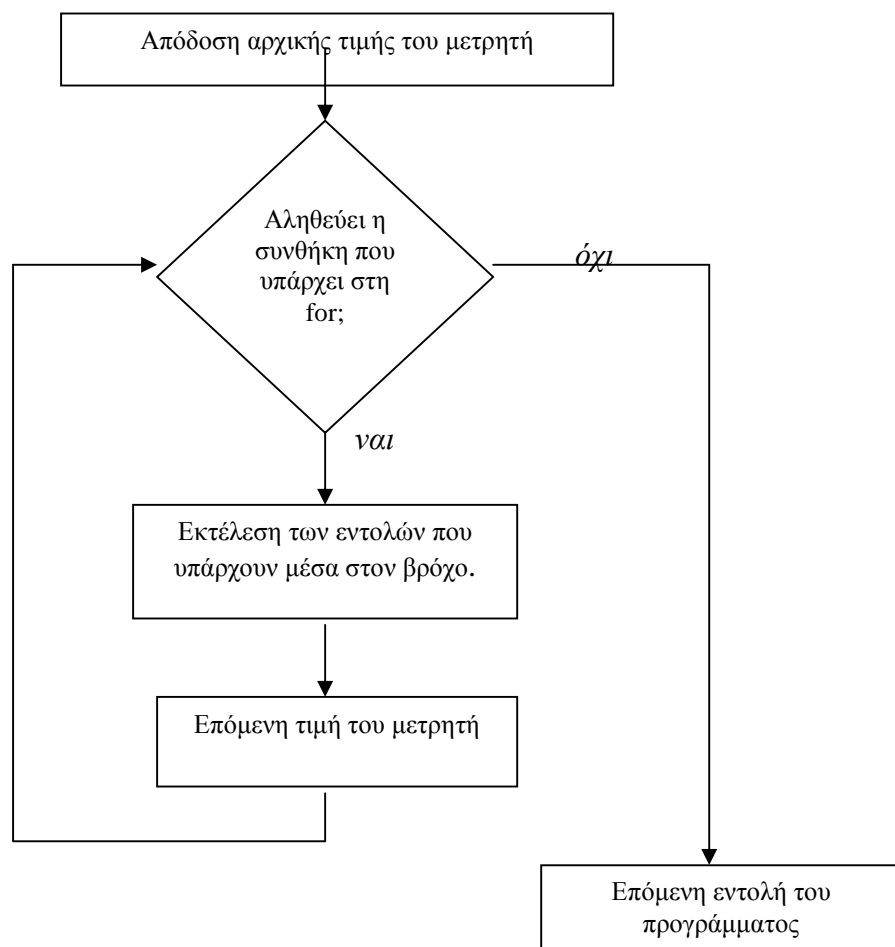 Απόδοση αρχικής τιμής του μετρητή
Αληθεύει η
συνθήκη που
υπάρχει στη
for;
όχι
ναι
Εκτέλεση των εντολών που
υπάρχουν μέσα στον βρόχο.
Επόμενη τιμή του μετρητή
Επόμενη εντολή του
προγράμματος